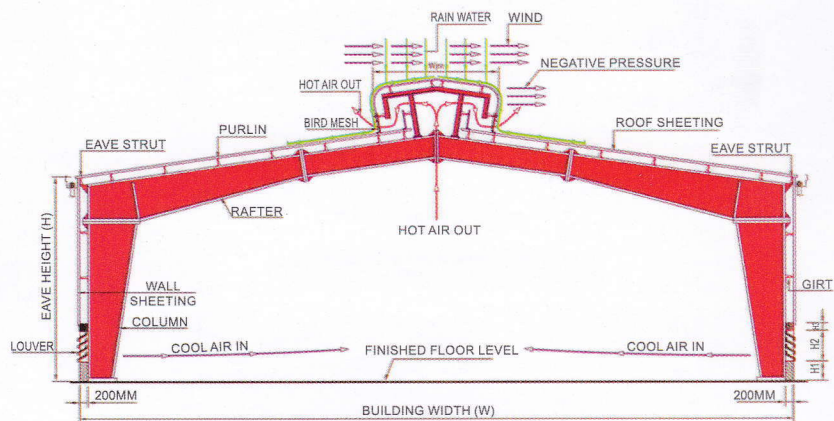 RAIN WATER
WIND
HOT AIR OUT
NEGATIVE PRESSURE
BIRD MESH
PURLIN
ROOF SHEETING
EAVE STRUT
EAVE STRUT
RAFTER
HOT AIR OUT
EAVE HEIGHT (H)
WALL
SHEETING
GIRT
COLUMN
LOUVER
COOL AIR IN
FINISHED FLOOR LEVEL
COOL AIR IN
H2
H1
200MM
200MM
BUILDING WIDTH (W)